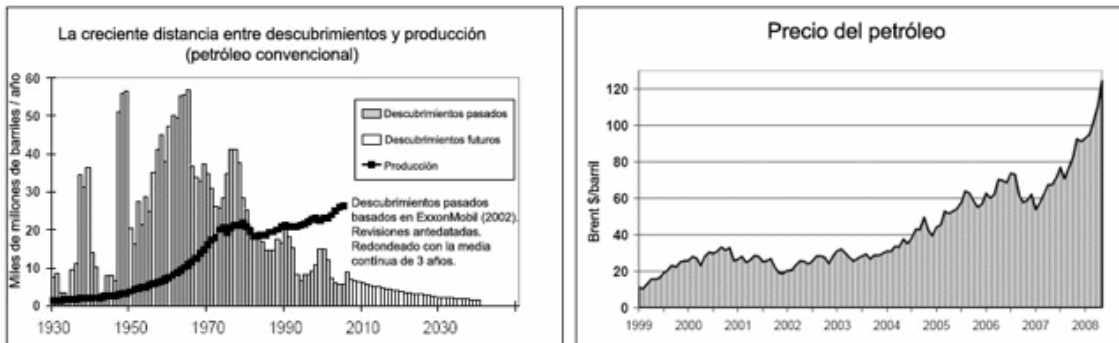 La creciente distancia entre descubrimientos y producción
(petróleo convencional)
Miles de millones de barriles / año
60
50
40
30
20
10
0
1930
1950
1970
1990
2010
2030
Descubrimientos pasados
Descubrimientos futuros
Producción
Descubrimientos pasados
basados en ExxonMobil (2002).
Revisiones antedatadas.
Redondeado con la media
contínua de 3 años.
Precio del petróleo
Brent $/barril
120
100
80
60
40
20
0
1999
2000
2001
2002
2003
2004
2005
2006
2007
2008